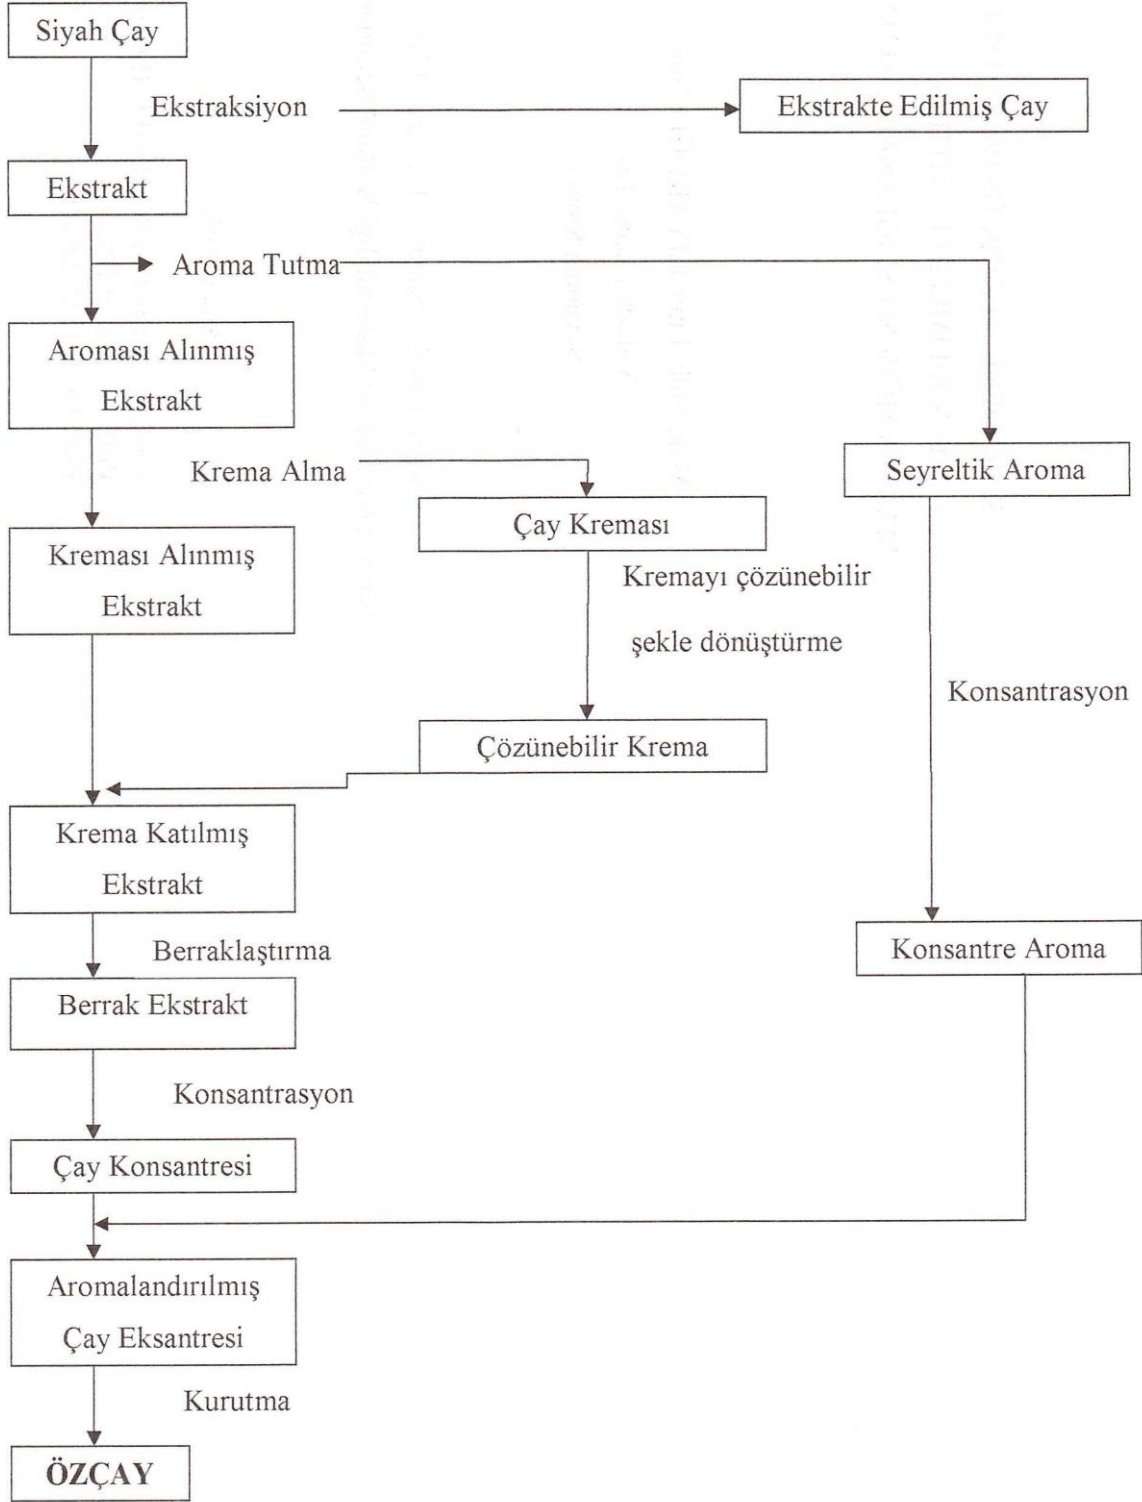 Siyah Çay
Ekstraksiyon
Ekstrakte Edilmiş Çay
Ekstrakt
Aroma Tutma
Aroması Alınmış
Ekstrakt
Seyreltik Aroma
Krema Alma
Çay Kreması
Kreması Alınmış
Ekstrakt
Kremayı çözünebilir
şekle dönüştürme
Konsantrasyon
Çözünebilir Krema
Krema Katılmış
Ekstrakt
Berraklaştırma
Konsantre Aroma
Berrak Ekstrakt
Konsantrasyon
Çay Konsantresi
Aromalandırılmış
Çay Eksantresi
Kurutma
ÖZÇAY